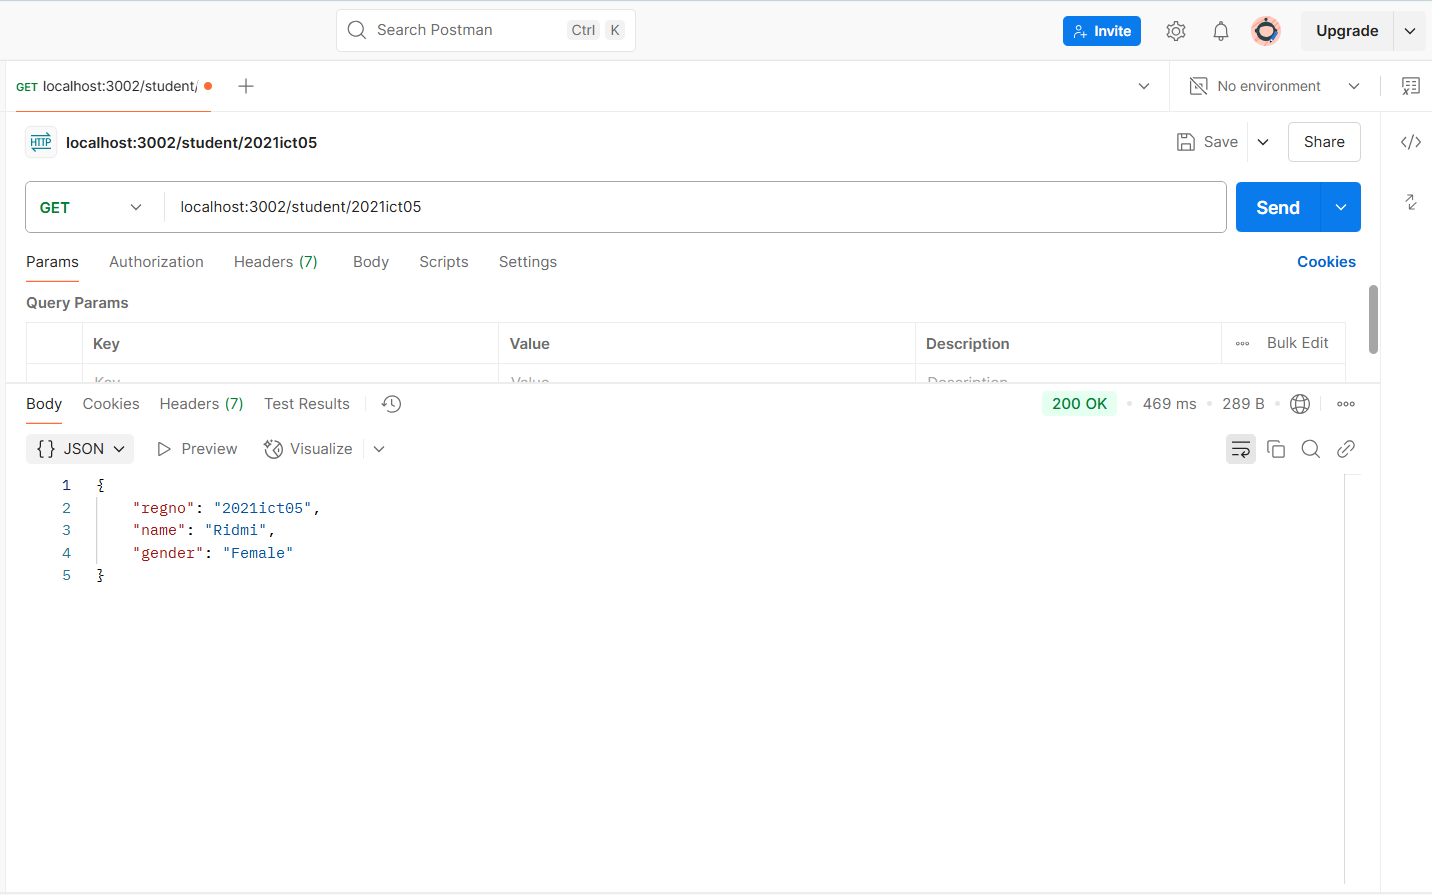 Search Postman Ctrl K
Invite
Upgrade
GET localhost:3002/student/
No environment
HTTP localhost:3002/student/2021ict05
Save
Share
GET localhost:3002/student/2021ict05
Send
Params Authorization Headers (7) Body Scripts Settings Cookies
Query Params
Key Value Description Bulk Edit
Key Value Description
Body Cookies Headers (7) Test Results 200 OK 469 ms 289 B
{} JSON Preview Visualize
1 {
2 "regno": "2021ict05",
3 "name": "Ridmi",
4 "gender": "Female"
5 }